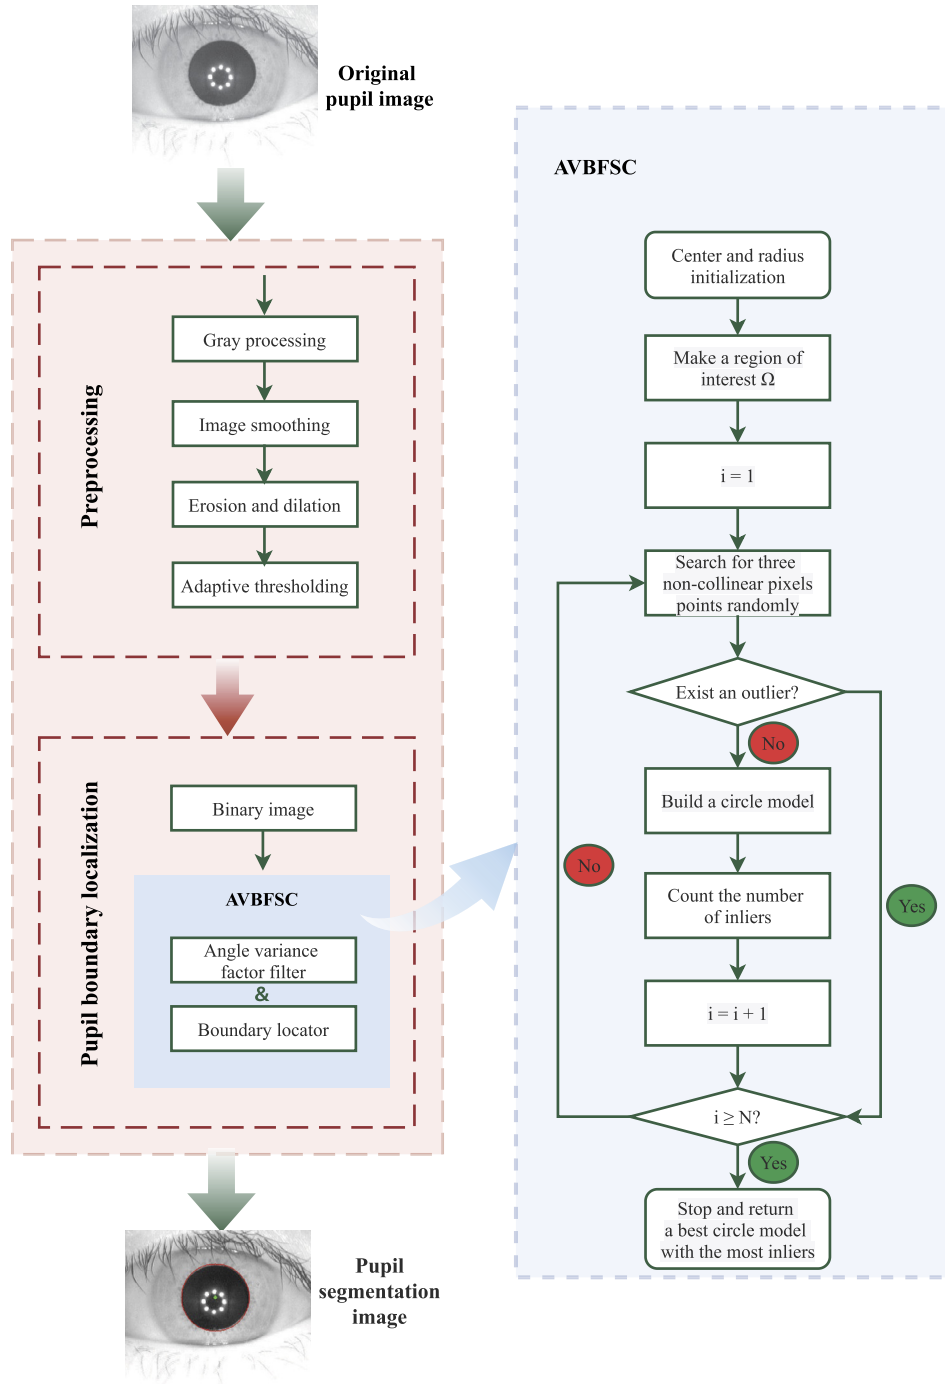 Original
pupil image
Preprocessing
Gray processing
Image smoothing
Erosion and dilation
Adaptive thresholding
Pupil boundary localization
Binary image
AVBFSC
Angle variance
factor filter
&
Boundary locator
Pupil
segmentation
image
AVBFSC
Center and radius
initialization
Make a region of
interest Ω
i = 1
Search for three
non-collinear pixels
points randomly
Exist an outlier?
No
Build a circle model
No
Count the number
of inliers
Yes
i = i + 1
i ≥ N?
Yes
Stop and return
a best circle model
with the most inliers